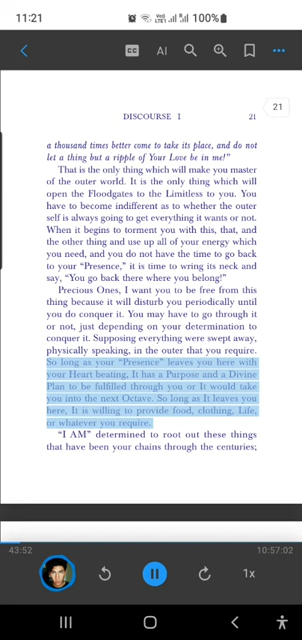 11:21
Vo)) LTE1
100%
CC
AI
21
DISCOURSE I 21
a thousand times better come to take its place, and do not
let a thing but a ripple of Your Love be in me!”
That is the only thing which will make you master
of the outer world. It is the only thing which will
open the Floodgates to the Limitless to you. You
have to become indifferent as to whether the outer
self is always going to get everything it wants or not.
When it begins to torment you with this, that, and
the other thing and use up all of your energy which
you need, and you do not have the time to go back
to your “Presence,” it is time to wring its neck and
say, “You go back there where you belong!”
Precious Ones, I want you to be free from this
thing because it will disturb you periodically until
you do conquer it. You may have to go through it
or not, just depending on your determination to
conquer it. Supposing everything were swept away,
physically speaking, in the outer that you require.
So long as your “Presence” leaves you here with
your Heart beating, It has a Purpose and a Divine
Plan to be fulfilled through you or It would take
you into the next Octave. So long as It leaves you
here, It is willing to provide food, clothing, Life,
or whatever you require.
“I AM” determined to root out these things
that have been your chains through the centuries;
43:52
10:57:02
1x